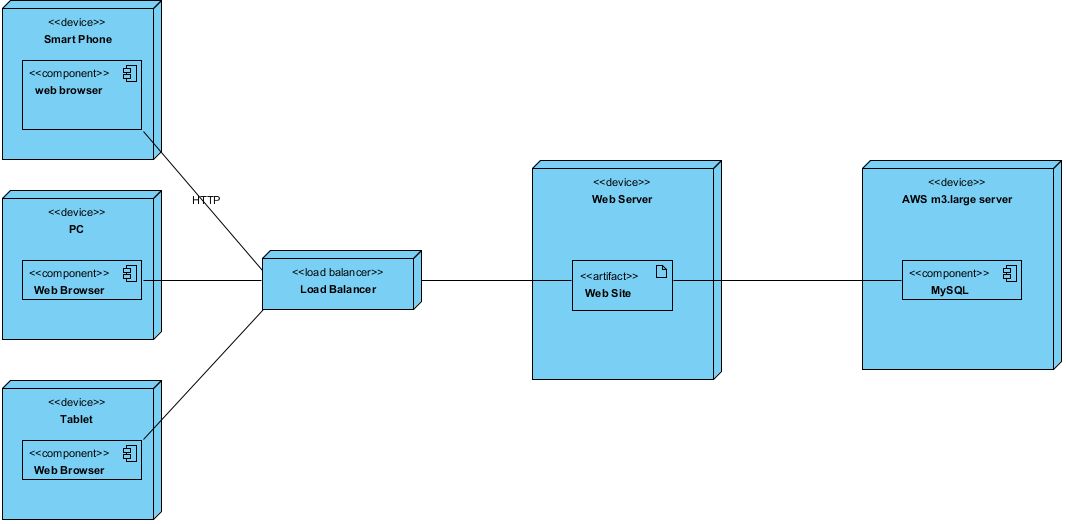 <<device>>
Smart Phone
<<component>>
web browser
HTTP
<<device>>
PC
<<component>>
Web Browser
<<device>>
Tablet
<<component>>
Web Browser
<<load balancer>>
Load Balancer
<<device>>
Web Server
<<artifact>>
Web Site
<<device>>
AWS m3.large server
<<component>>
MySQL